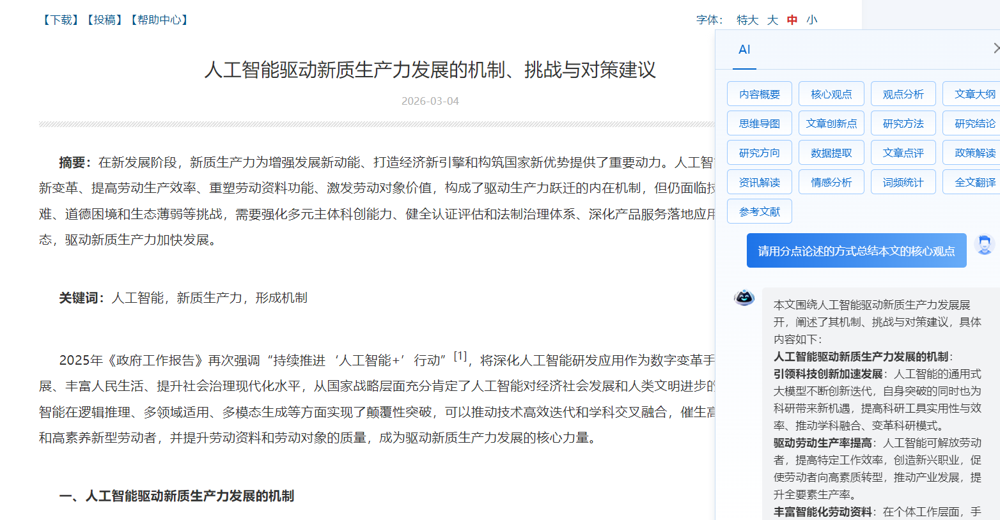 【下载】【投稿】【帮助中心】
字体： 特大 大 中 小
人工智能驱动新质生产力发展的机制、挑战与对策建议
2026-03-04
摘要：在新发展阶段，新质生产力为增强发展新动能、打造经济新引擎和构筑国家新优势提供了重要动力。人工智
新变革、提高劳动生产效率、重塑劳动资料功能、激发劳动对象价值，构成了驱动生产力跃迁的内在机制，但仍面临技
难、道德困境和生态薄弱等挑战，需要强化多元主体科创能力、健全认证评估和法制治理体系、深化产品服务落地应用
态，驱动新质生产力加快发展。
关键词：人工智能，新质生产力，形成机制
2025年《政府工作报告》再次强调“持续推进‘人工智能+’行动”[1]，将深化人工智能研发应用作为数字变革手
展、丰富人民生活、提升社会治理现代化水平，从国家战略层面充分肯定了人工智能对经济社会发展和人类文明进步的
智能在逻辑推理、多领域适用、多模态生成等方面实现了颠覆性突破，可以推动技术高效迭代和学科交叉融合，催生高
和高素养新型劳动者，并提升劳动资料和劳动对象的质量，成为驱动新质生产力发展的核心力量。
一、人工智能驱动新质生产力发展的机制
AI
内容概要 核心观点 观点分析 文章大纲
思维导图 文章创新点 研究方法 研究结论
研究方向 数据提取 文章点评 政策解读
资讯解读 情感分析 词频统计 全文翻译
参考文献
请用分点论述的方式总结本文的核心观点
本文围绕人工智能驱动新质生产力发展展
开，阐述了其机制、挑战与对策建议，具体
内容如下：
人工智能驱动新质生产力发展的机制：
引领科技创新加速发展：人工智能的通用式
大模型不断创新迭代，自身突破的同时也为
科研带来新机遇，提高科研工具实用性与效
率、推动学科融合、变革科研模式。
驱动劳动生产率提高：人工智能可解放劳动
者，提高特定工作效率，创造新兴职业，促
使劳动者向高素质转型，推动产业发展，提
升全要素生产率。
丰富智能化劳动资料：在个体工作层面，手